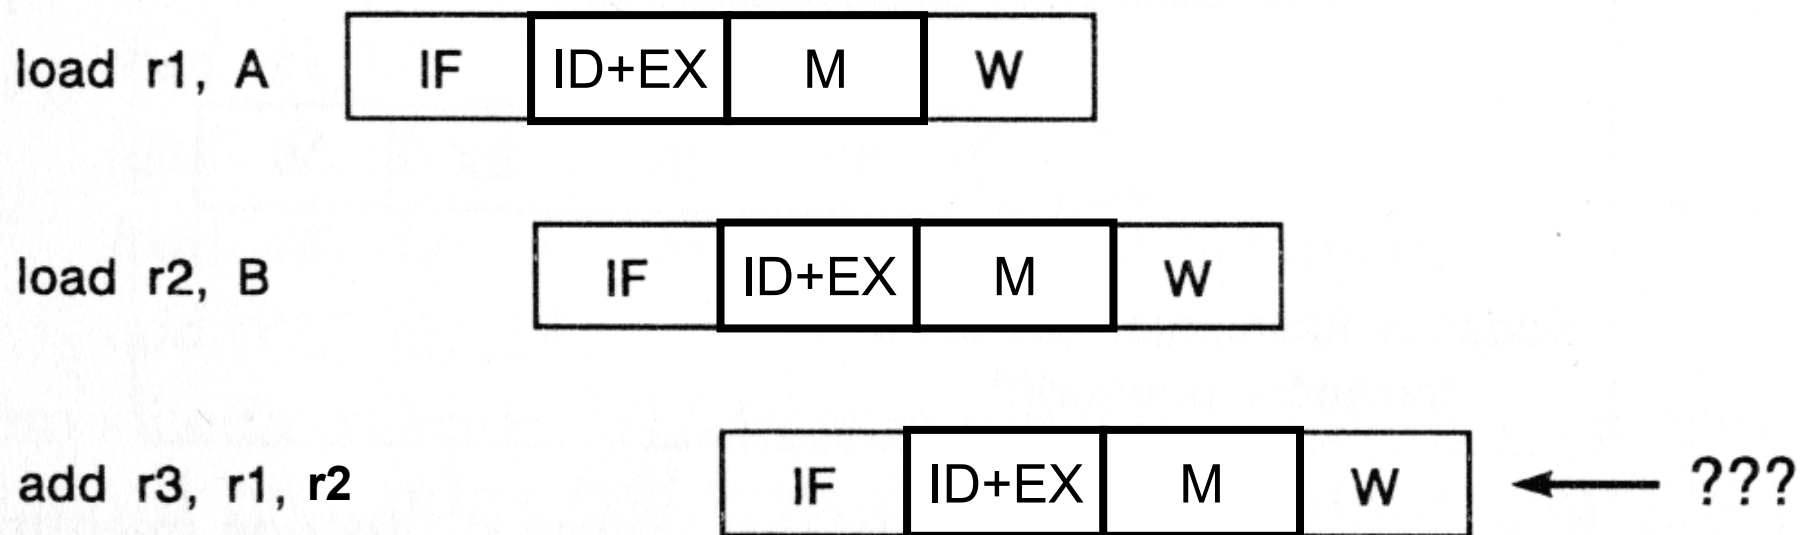 load r1, A IF ID+EX M W
load r2, B IF ID+EX M W
add r3, r1, r2 IF ID+EX M W ???